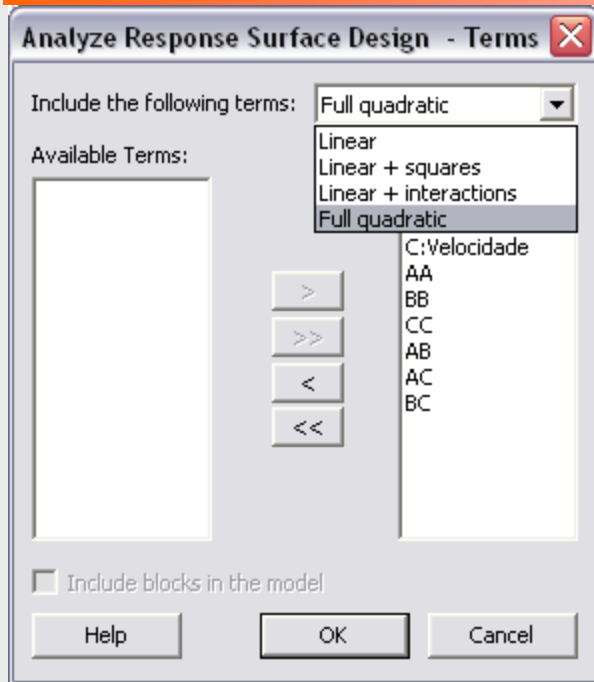 Analyze Response Surface Design - Terms
Include the following terms:
Full quadratic
Linear
Linear + squares
Linear + interactions
Full quadratic
Available Terms:
C:Velocidade
AA
BB
CC
AB
AC
BC
>
>>
<
<<
Include blocks in the model
Help
OK
Cancel